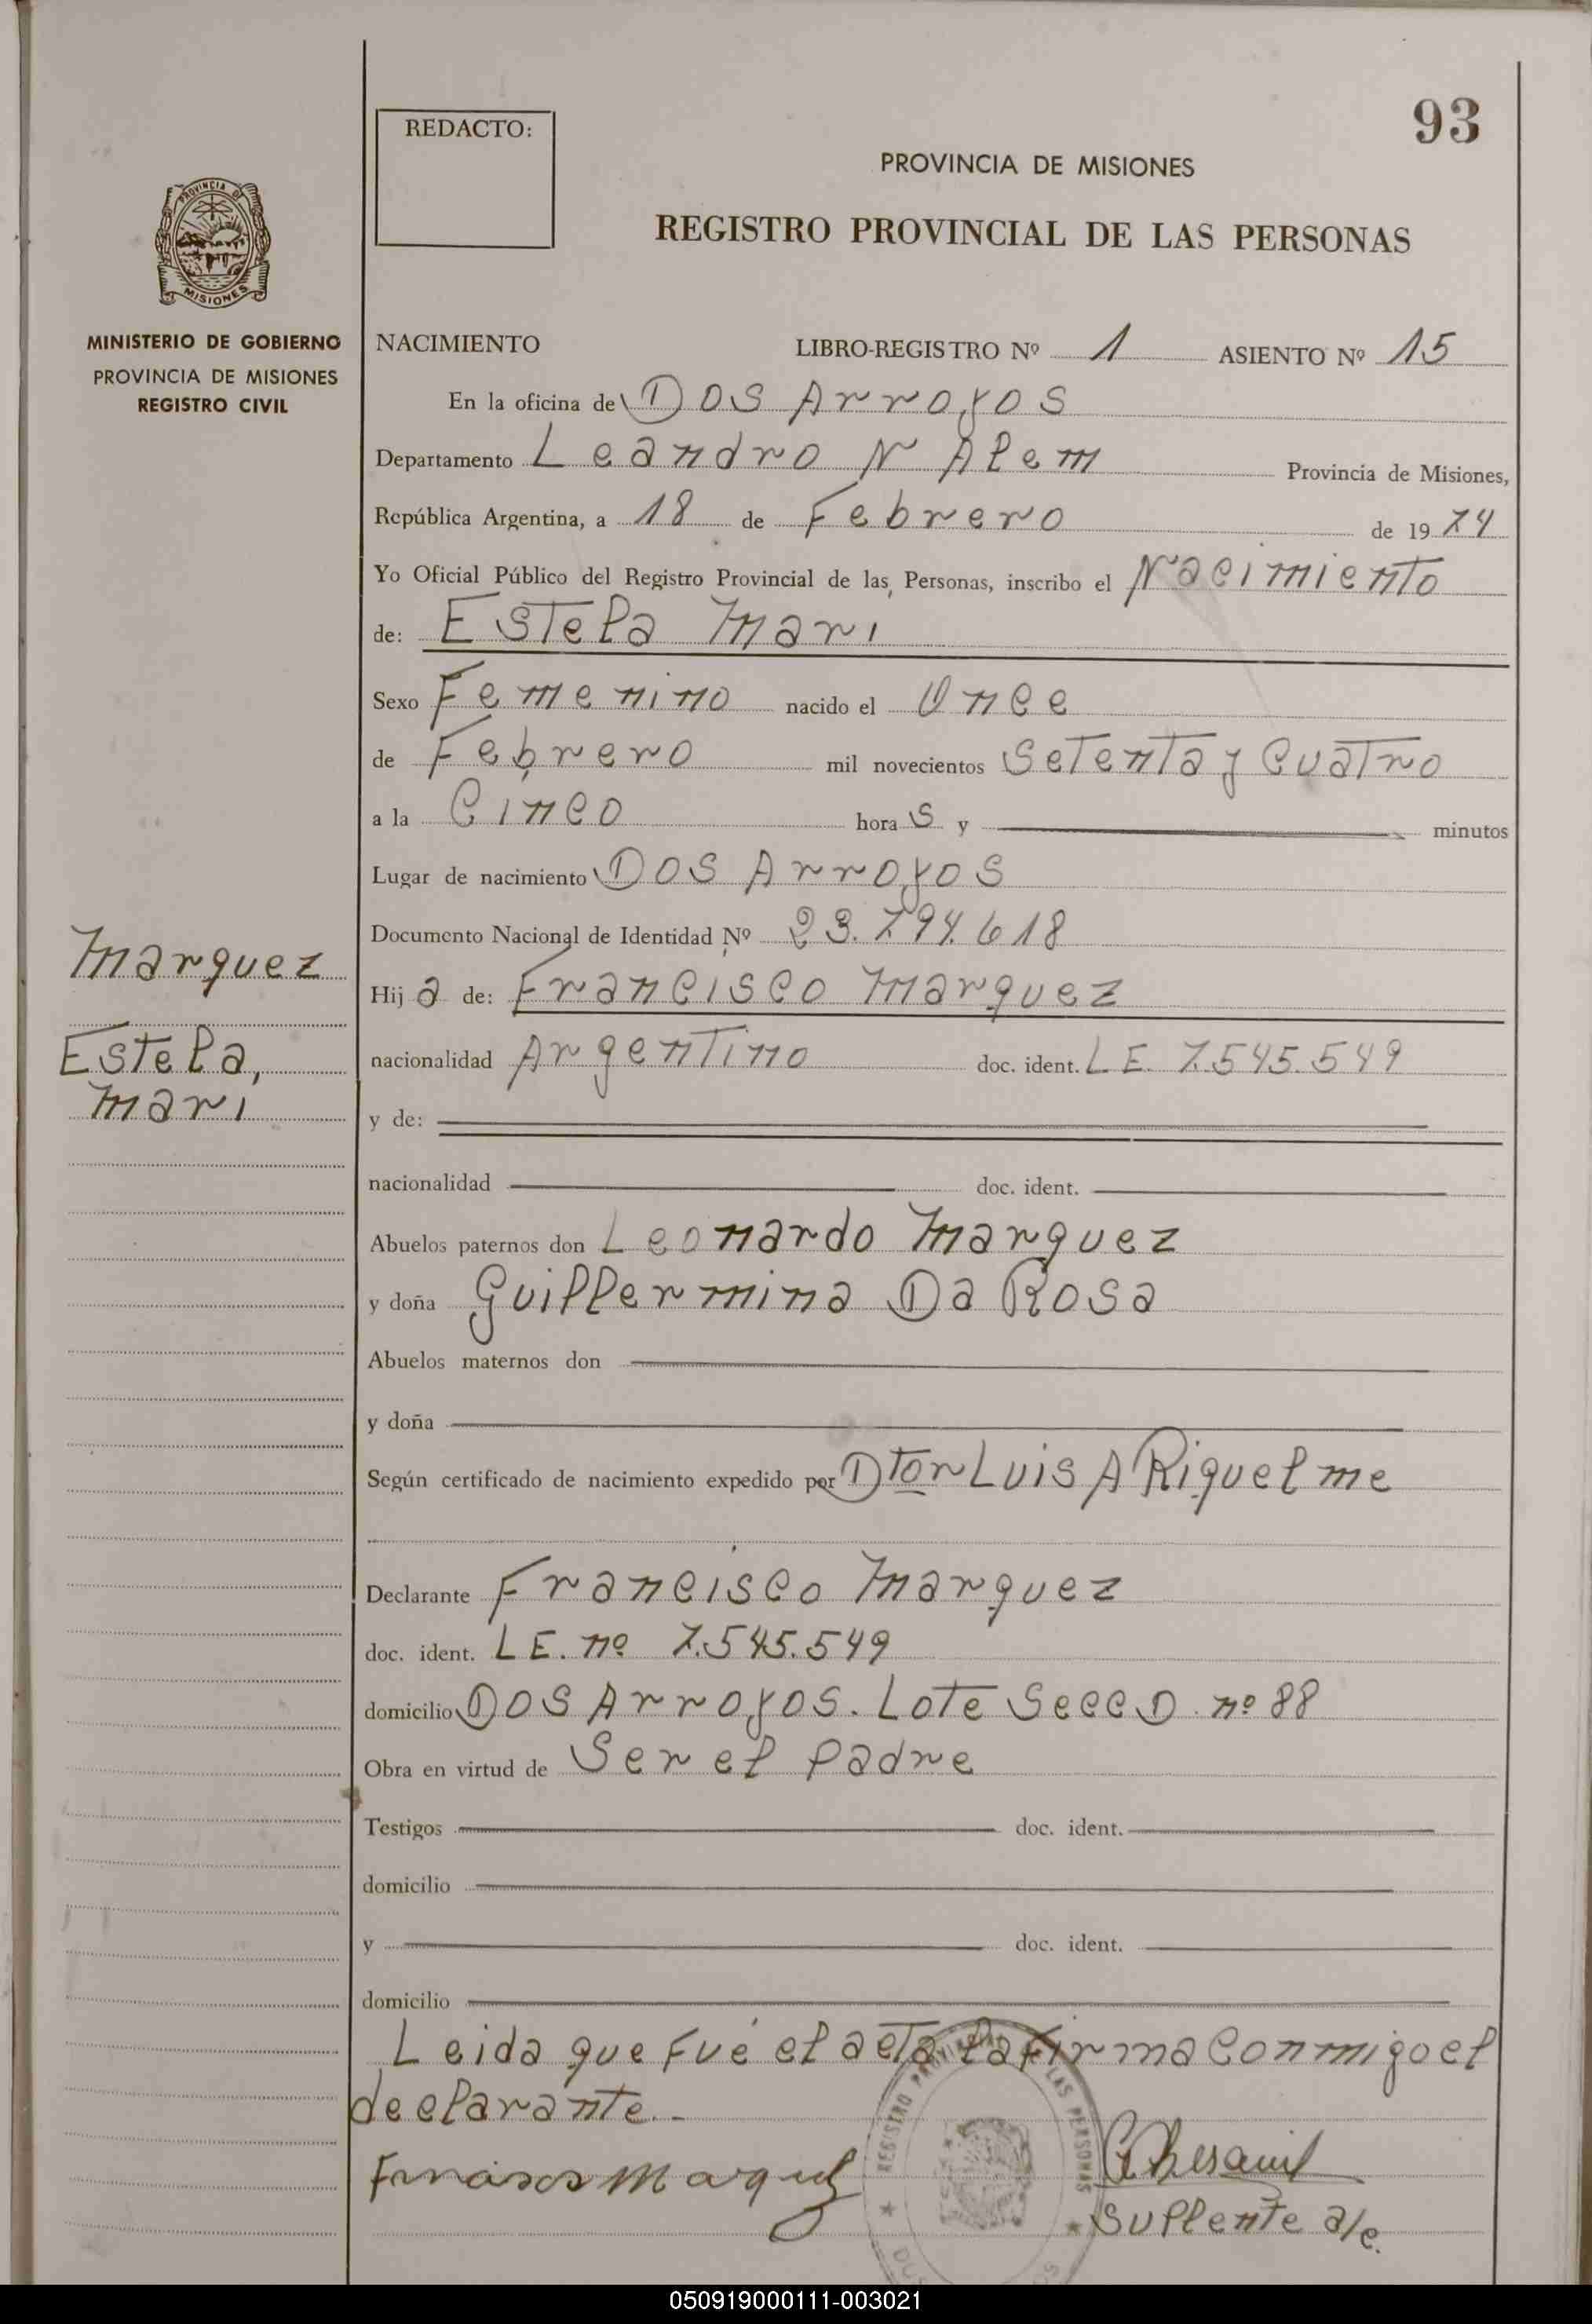 93
REDACTO:
PROVINCIA DE MISIONES
REGISTRO PROVINCIAL DE LAS PERSONAS
PROVINCIA DE
MISIONES
MINISTERIO DE GOBIERNO
PROVINCIA DE MISIONES
REGISTRO CIVIL
NACIMIENTO LIBRO-REGISTRO Nº 1 ASIENTO Nº 15
En la oficina de Dos Arroyos
Departamento Leandro N Alem Provincia de Misiones,
República Argentina, a 18 de Febrero de 1974
Yo Oficial Público del Registro Provincial de las Personas, inscribo el Nacimiento
de: Estela Mari
Sexo Femenino nacido el Once
de Febrero mil novecientos Setenta y Cuatro
a la Cinco hora s y minutos
Lugar de nacimiento Dos Arroyos
Documento Nacional de Identidad Nº 23.794.618
Marquez
Hij a de: Francisco Marquez
Estela,
nacionalidad Argentino doc. ident. L E. 7.545.549
Mari
y de:
nacionalidad doc. ident.
Abuelos paternos don Leonardo Marquez
y doña Guillermina Da Rosa
Abuelos maternos don
y doña
Según certificado de nacimiento expedido por Dtor Luis A Riquelme
Declarante Francisco Marquez
doc. ident. L E. nº 7.545.549
domicilio Dos Arroyos. Lote Secc D. nº 88
Obra en virtud de Ser el padre
Testigos doc. ident.
domicilio
y doc. ident.
domicilio
Leida que fué el acta la firma conmigo el
declarante.-
REGISTRO PROVINCIAL LAS PERSONAS
Suplente a/c.
050919000111-003021